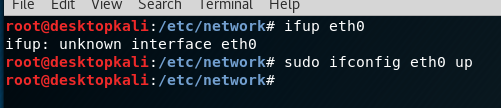 File Edit View Search Terminal Help
root@desktopkali:/etc/network# ifup eth0
ifup: unknown interface eth0
root@desktopkali:/etc/network# sudo ifconfig eth0 up
root@desktopkali:/etc/network#